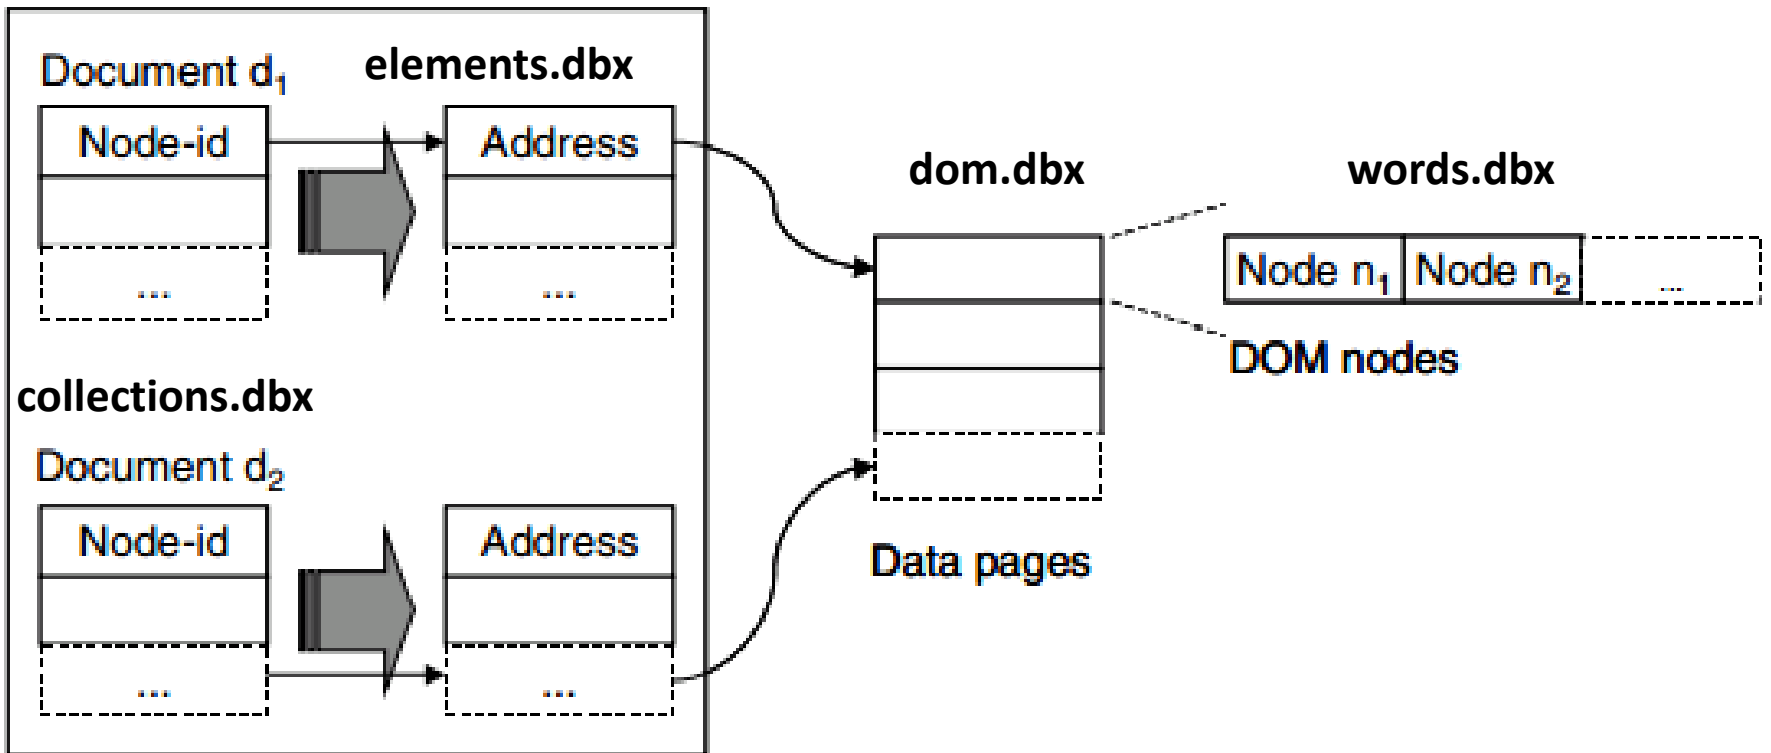 Document d₁
elements.dbx
Node-id
Address
...
...
collections.dbx
Document d₂
Node-id
Address
...
...
dom.dbx
Data pages
words.dbx
Node n₁
Node n₂
...
DOM nodes